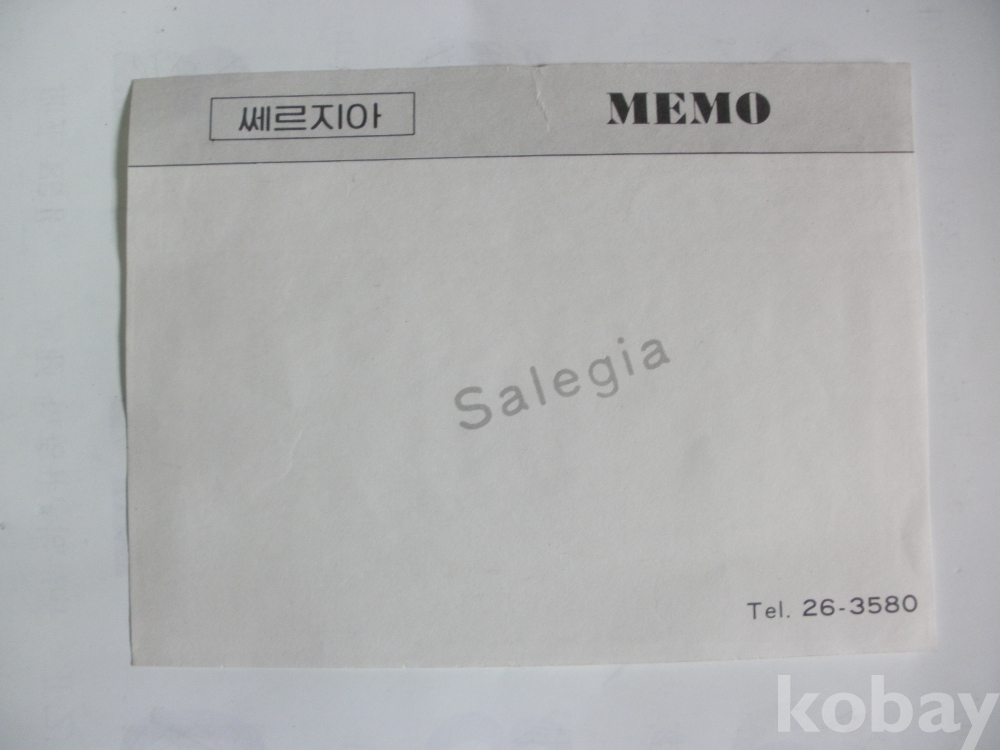 쎄르지아
MEMO
Salegia
Tel. 26-3580
kobay